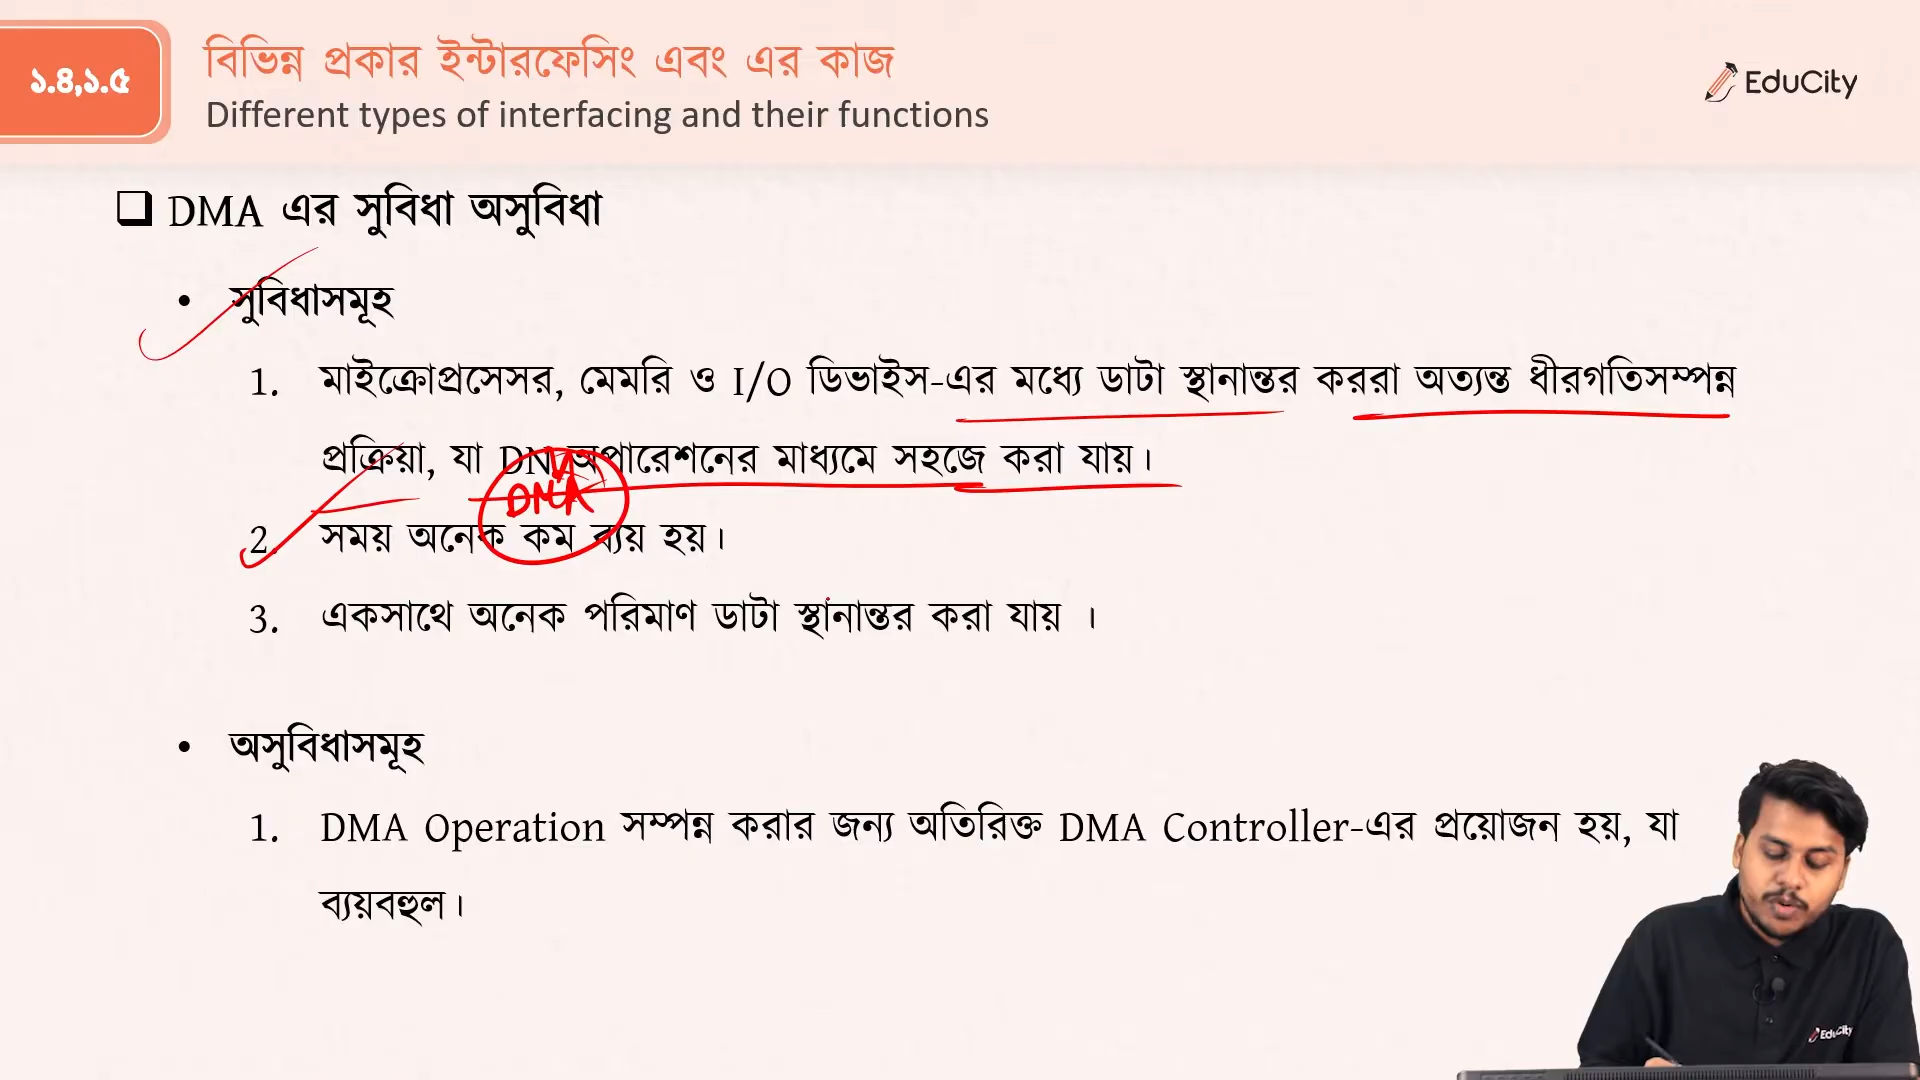 ১.৪,১.৫
বিভিন্ন প্রকার ইন্টারফেসিং এবং এর কাজ
Different types of interfacing and their functions
EduCity
DMA এর সুবিধা অসুবিধা
• সুবিধাসমূহ
1. মাইক্রোপ্রসেসর, মেমরি ও I/O ডিভাইস-এর মধ্যে ডাটা স্থানান্তর কররা অত্যন্ত ধীরগতিসম্পন্ন
প্রক্রিয়া, যা অপারেশনের মাধ্যমে সহজে করা যায়।
DMA
2. সময় অনেক কম ব্যয় হয়।
3. একসাথে অনেক পরিমাণ ডাটা স্থানান্তর করা যায় ।
• অসুবিধাসমূহ
1. DMA Operation সম্পন্ন করার জন্য অতিরিক্ত DMA Controller-এর প্রয়োজন হয়, যা
ব্যয়বহুল।
EduCity